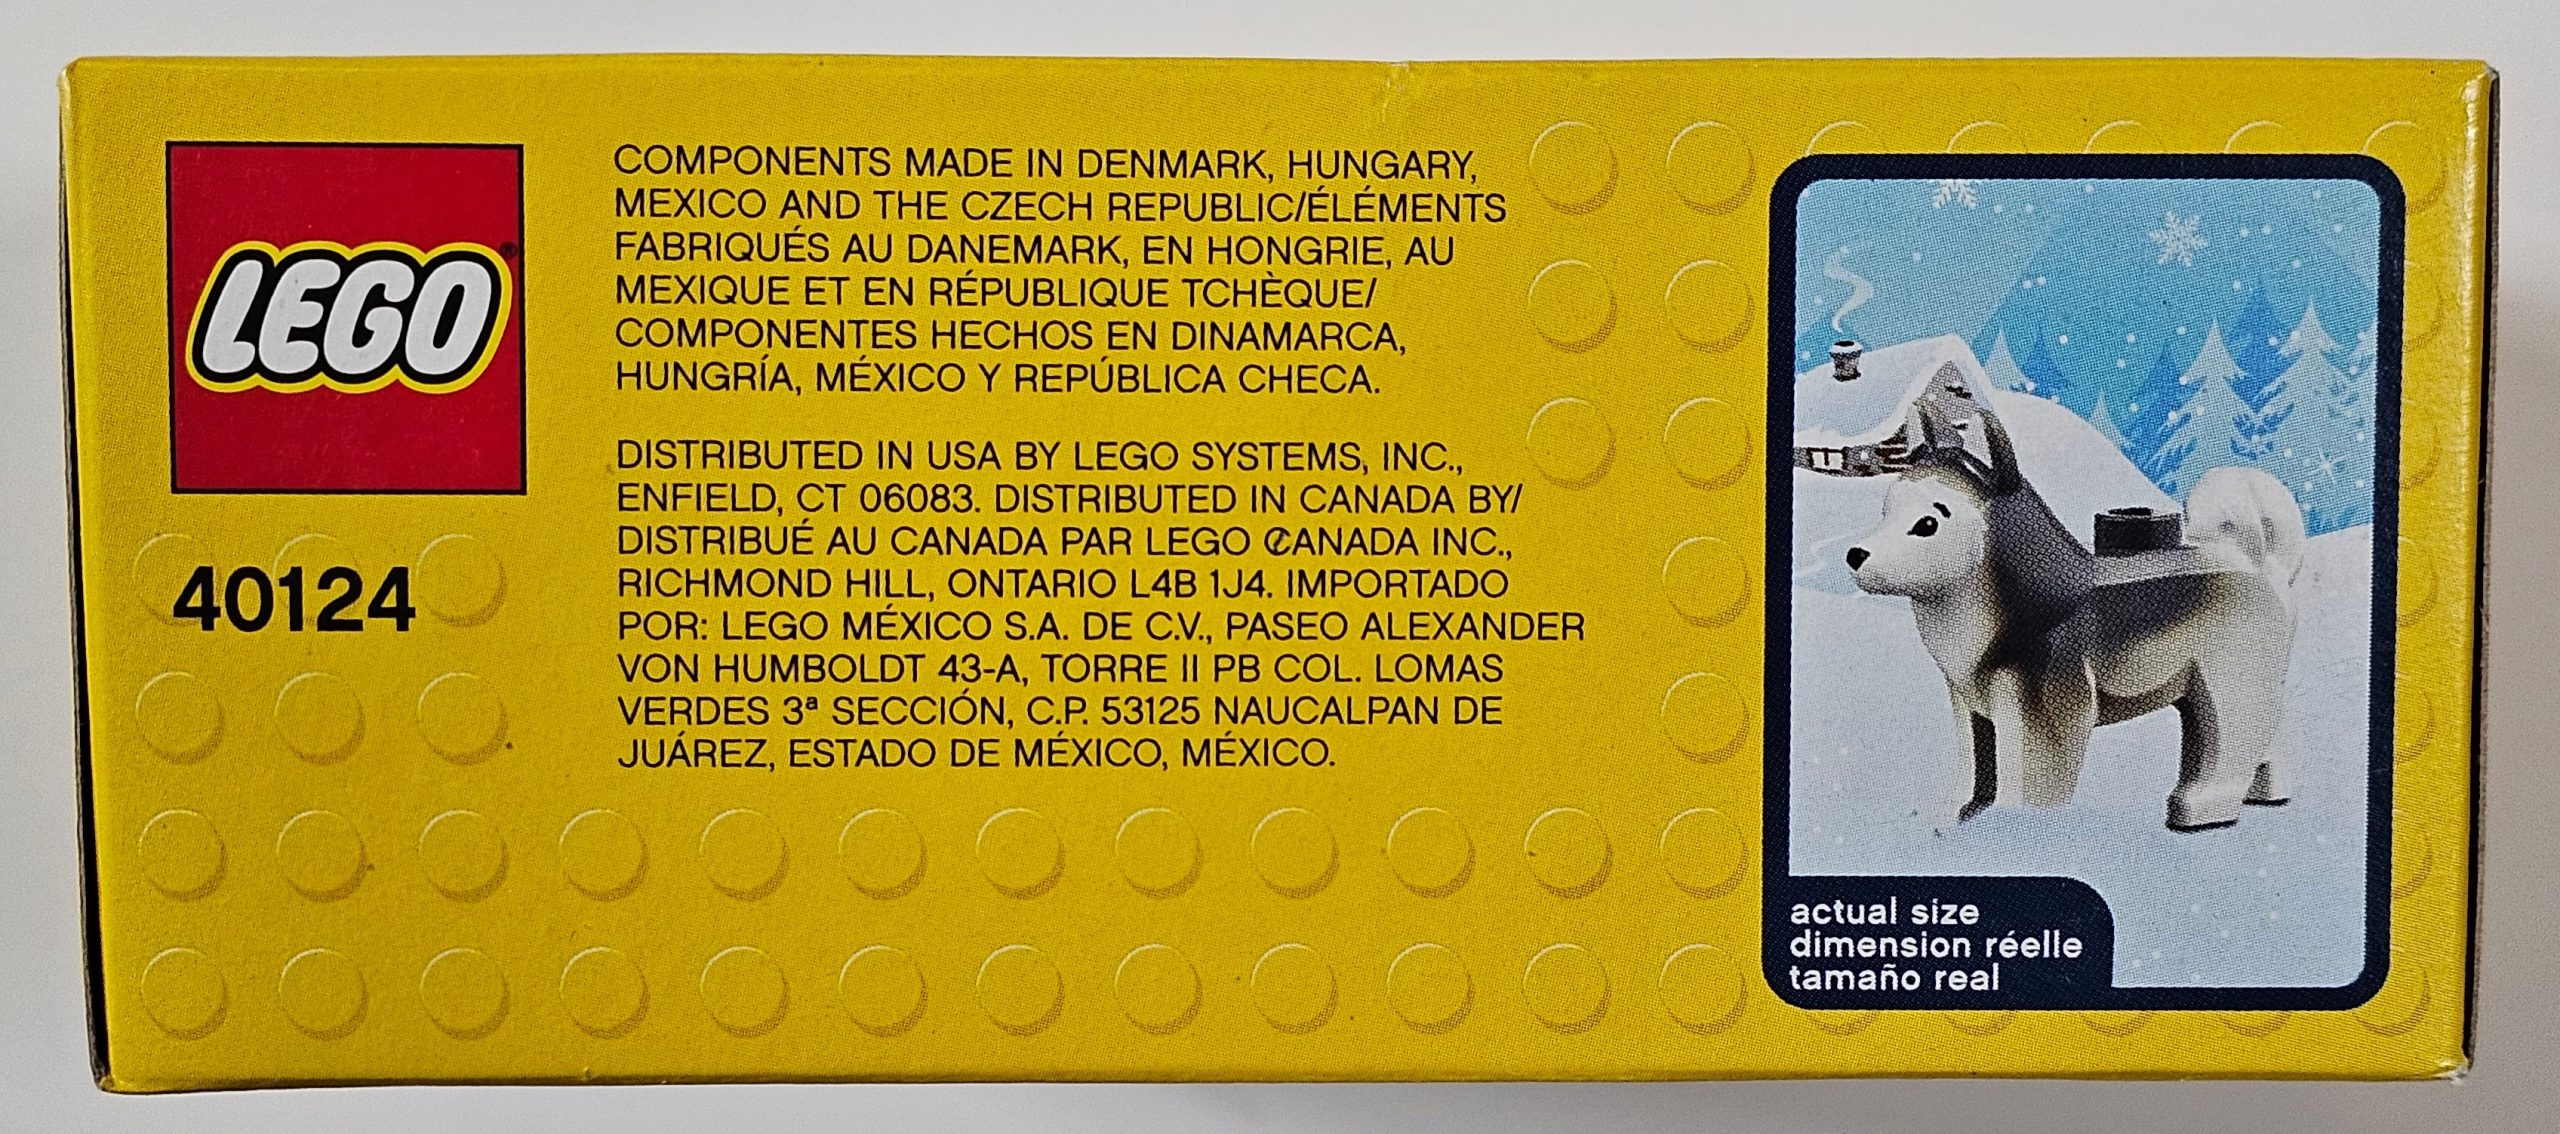 LEGO®
40124
COMPONENTS MADE IN DENMARK, HUNGARY,
MEXICO AND THE CZECH REPUBLIC/ÉLÉMENTS
FABRIQUÉS AU DANEMARK, EN HONGRIE, AU
MEXIQUE ET EN RÉPUBLIQUE TCHÈQUE/
COMPONENTES HECHOS EN DINAMARCA,
HUNGRÍA, MÉXICO Y REPÚBLICA CHECA.
DISTRIBUTED IN USA BY LEGO SYSTEMS, INC.,
ENFIELD, CT 06083. DISTRIBUTED IN CANADA BY/
DISTRIBUÉ AU CANADA PAR LEGO CANADA INC.,
RICHMOND HILL, ONTARIO L4B 1J4. IMPORTADO
POR: LEGO MÉXICO S.A. DE C.V., PASEO ALEXANDER
VON HUMBOLDT 43-A, TORRE II PB COL. LOMAS
VERDES 3ª SECCIÓN, C.P. 53125 NAUCALPAN DE
JUÁREZ, ESTADO DE MÉXICO, MÉXICO.
actual size
dimension réelle
tamaño real